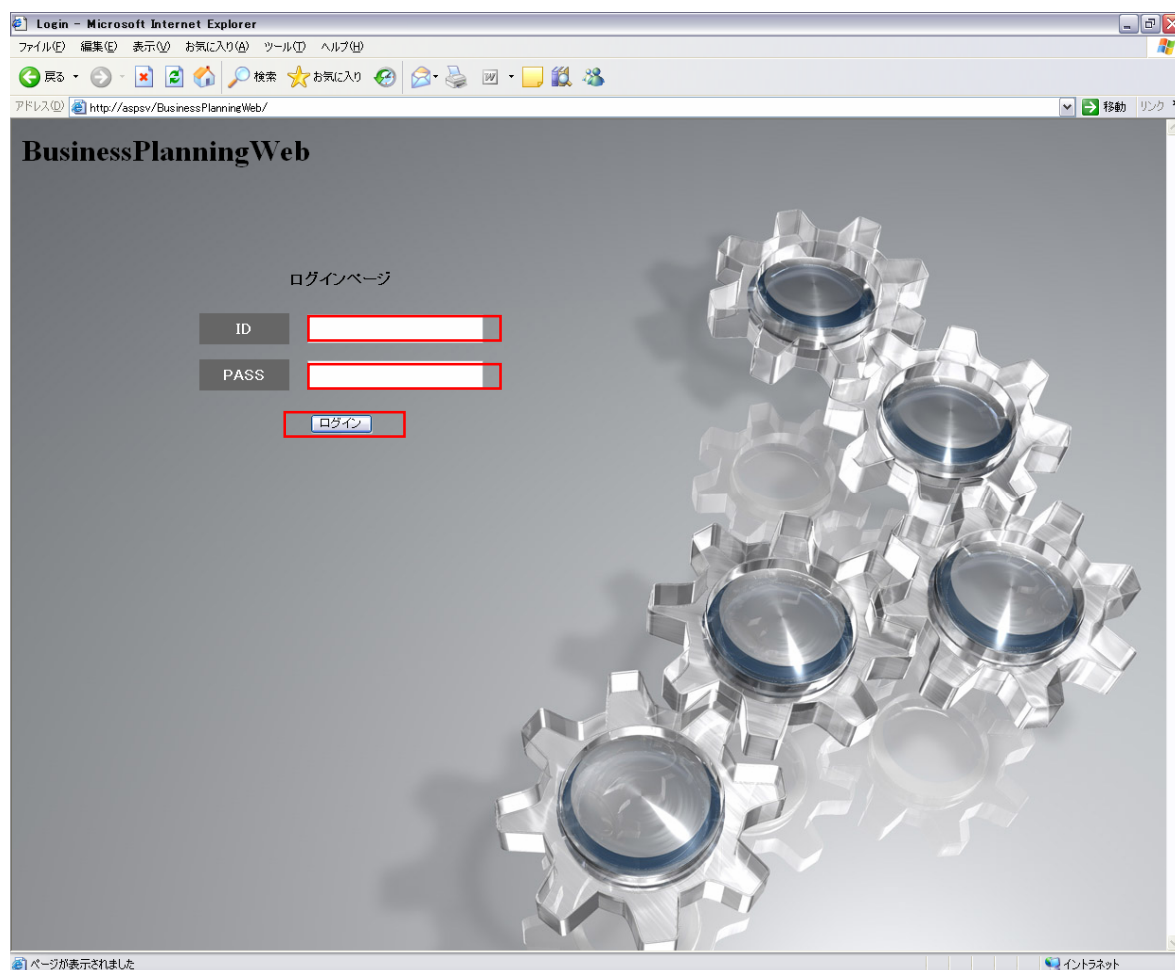 Login - Microsoft Internet Explorer
ファイル(F) 編集(E) 表示(V) お気に入り(A) ツール(T) ヘルプ(H)
戻る 検索 お気に入り
アドレス(D) http://aspsv/BusinessPlanningWeb/ 移動 リンク
BusinessPlanningWeb
ログインページ
ID
PASS
ログイン
ページが表示されました イントラネット